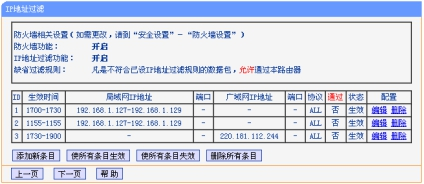 IP地址过滤
防火墙相关设置(如需更改，请到“安全设置”-“防火墙设置”)
防火墙功能： 开启
IP地址过滤功能： 开启
缺省过滤规则： 凡是不符合已设IP地址过滤规则的数据包，允许通过本路由器
ID 生效时间 局域网IP地址 端口 广域网IP地址 端口 协议 通过 状态 配置
1 1700-1730 192.168.1.127-192.168.1.129 - - - ALL 否 生效 编辑 删除
2 1155-1155 192.168.1.127-192.168.1.129 - - - ALL 否 生效 编辑 删除
3 1730-1900 - - 220.181.112.244 - ALL 否 生效 编辑 删除
添加新条目 使所有条目生效 使所有条目失效 删除所有条目
上一页 下一页 帮 助